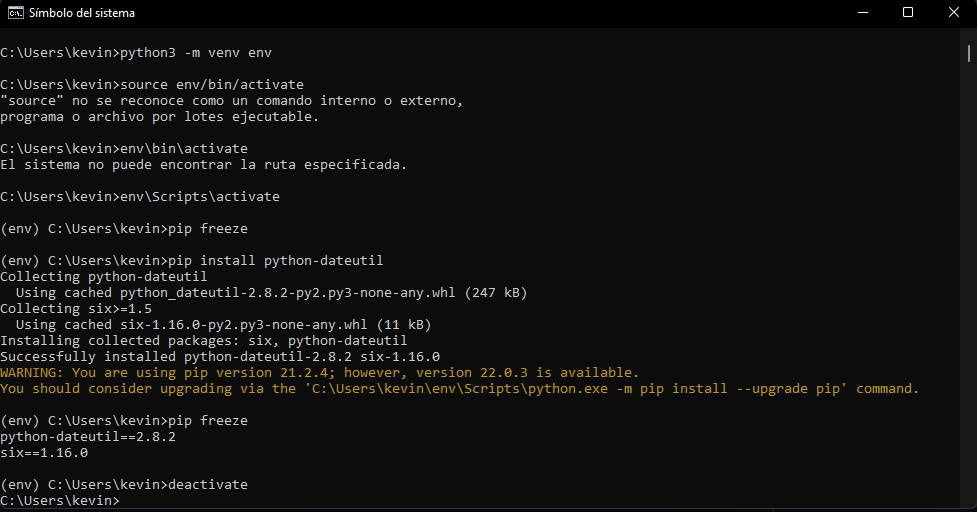 Símbolo del sistema
C:\Users\kevin>python3 -m venv env
C:\Users\kevin>source env/bin/activate
"source" no se reconoce como un comando interno o externo,
programa o archivo por lotes ejecutable.
C:\Users\kevin>env\bin\activate
El sistema no puede encontrar la ruta especificada.
C:\Users\kevin>env\Scripts\activate
(env) C:\Users\kevin>pip freeze
(env) C:\Users\kevin>pip install python-dateutil
Collecting python-dateutil
  Using cached python_dateutil-2.8.2-py2.py3-none-any.whl (247 kB)
Collecting six>=1.5
  Using cached six-1.16.0-py2.py3-none-any.whl (11 kB)
Installing collected packages: six, python-dateutil
Successfully installed python-dateutil-2.8.2 six-1.16.0
WARNING: You are using pip version 21.2.4; however, version 22.0.3 is available.
You should consider upgrading via the 'C:\Users\kevin\env\Scripts\python.exe -m pip install --upgrade pip' command.
(env) C:\Users\kevin>pip freeze
python-dateutil==2.8.2
six==1.16.0
(env) C:\Users\kevin>deactivate
C:\Users\kevin>